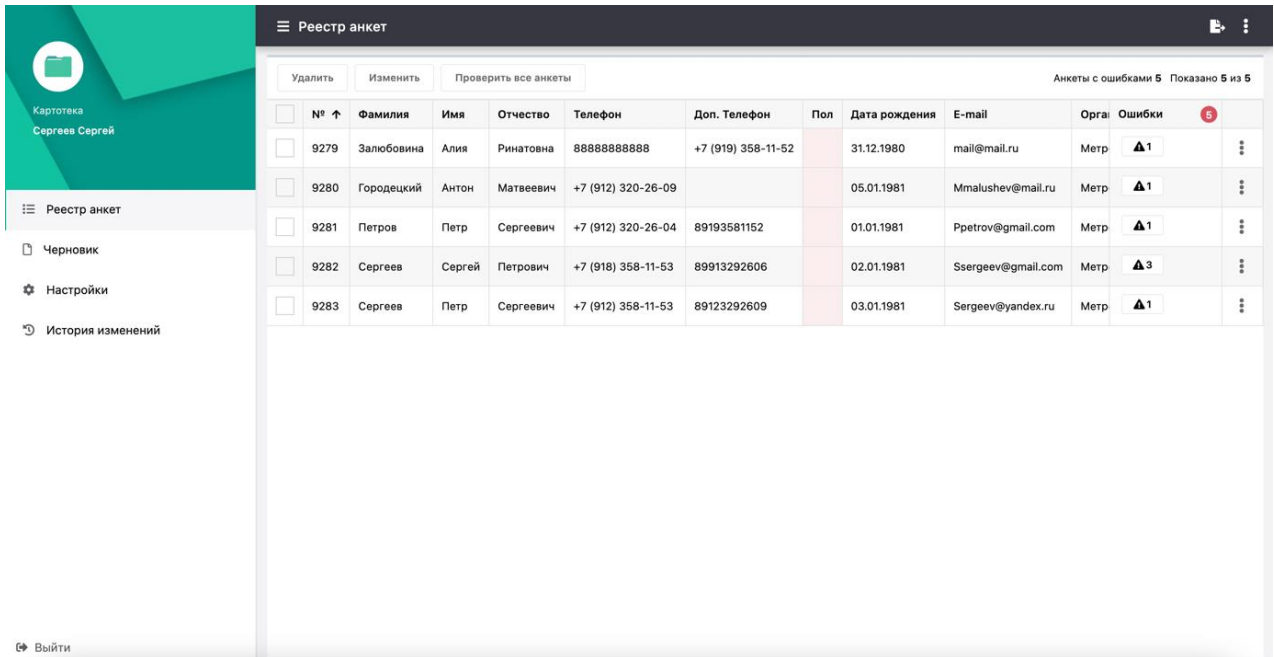 Реестр анкет
Картотека
Сергеев Сергей
Реестр анкет
Черновик
Настройки
История изменений
Выйти
Удалить Изменить Проверить все анкеты Анкеты с ошибками 5 Показано 5 из 5
№ ↑ Фамилия Имя Отчество Телефон Доп. Телефон Пол Дата рождения E-mail Орга Ошибки 5
9279 Залюбовина Алия Ринатовна 88888888888 +7 (919) 358-11-52 31.12.1980 mail@mail.ru Метр 1
9280 Городецкий Антон Матвеевич +7 (912) 320-26-09 05.01.1981 Mmalushev@mail.ru Метр 1
9281 Петров Петр Сергеевич +7 (912) 320-26-04 89193581152 01.01.1981 Ppetrov@gmail.com Метр 1
9282 Сергеев Сергей Петрович +7 (918) 358-11-53 89913292606 02.01.1981 Ssergeev@gmail.com Метр 3
9283 Сергеев Петр Сергеевич +7 (912) 358-11-53 89123292609 03.01.1981 Sergeev@yandex.ru Метр 1